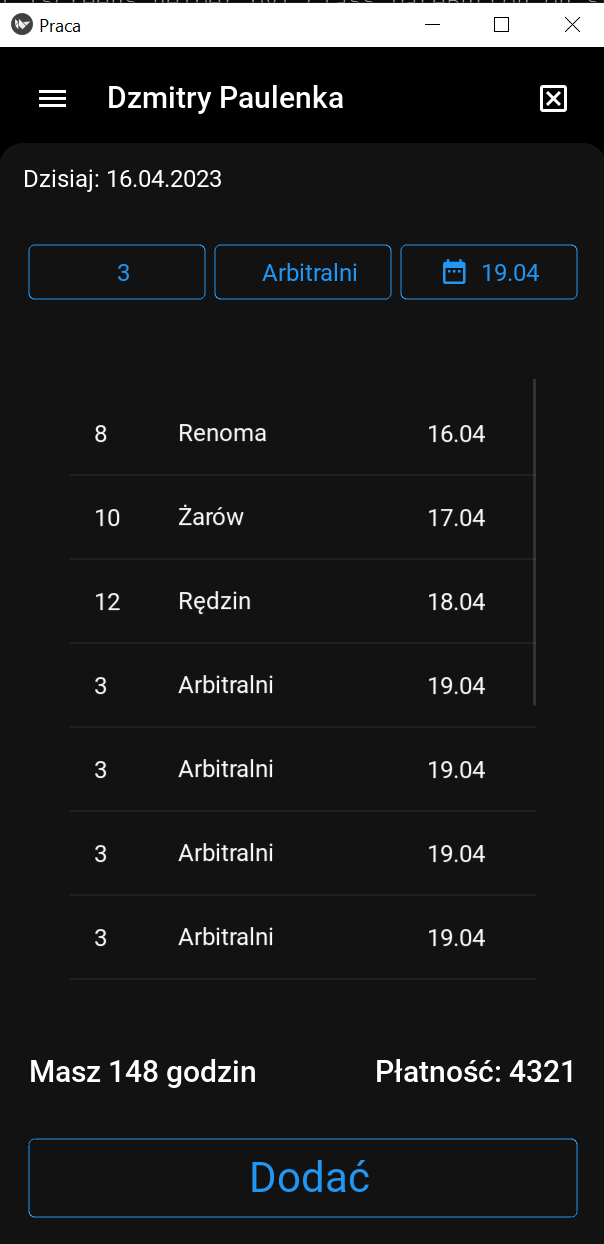 Praca
Dzmitry Paulenka
Dzisiaj: 16.04.2023
3 Arbitralni 19.04
8 Renoma 16.04
10 Żarów 17.04
12 Rędzin 18.04
3 Arbitralni 19.04
3 Arbitralni 19.04
3 Arbitralni 19.04
3 Arbitralni 19.04
Masz 148 godzin Płatność: 4321
Dodać